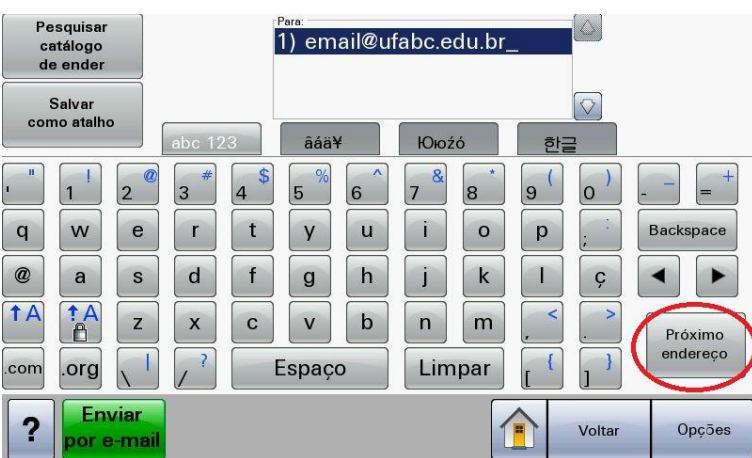 Pesquisar
catálogo
de ender
Para:
1) email@ufabc.edu.br_
Salvar
como atalho
abc 123 âáä¥ Ююźó 한글
' " 1 ! 2 @ 3 # 4 $ 5 % 6 ^ 7 & 8 * 9 ( 0 ) - _ = +
q w e r t y u i o p ; : Backspace
@ a s d f g h j k l ç ◀ ▶
↑A ↑A z x c v b n m , < . >
Próximo
endereço
.com .org \ | / ? Espaço Limpar [ { ] }
? Enviar
por e-mail
Voltar Opções